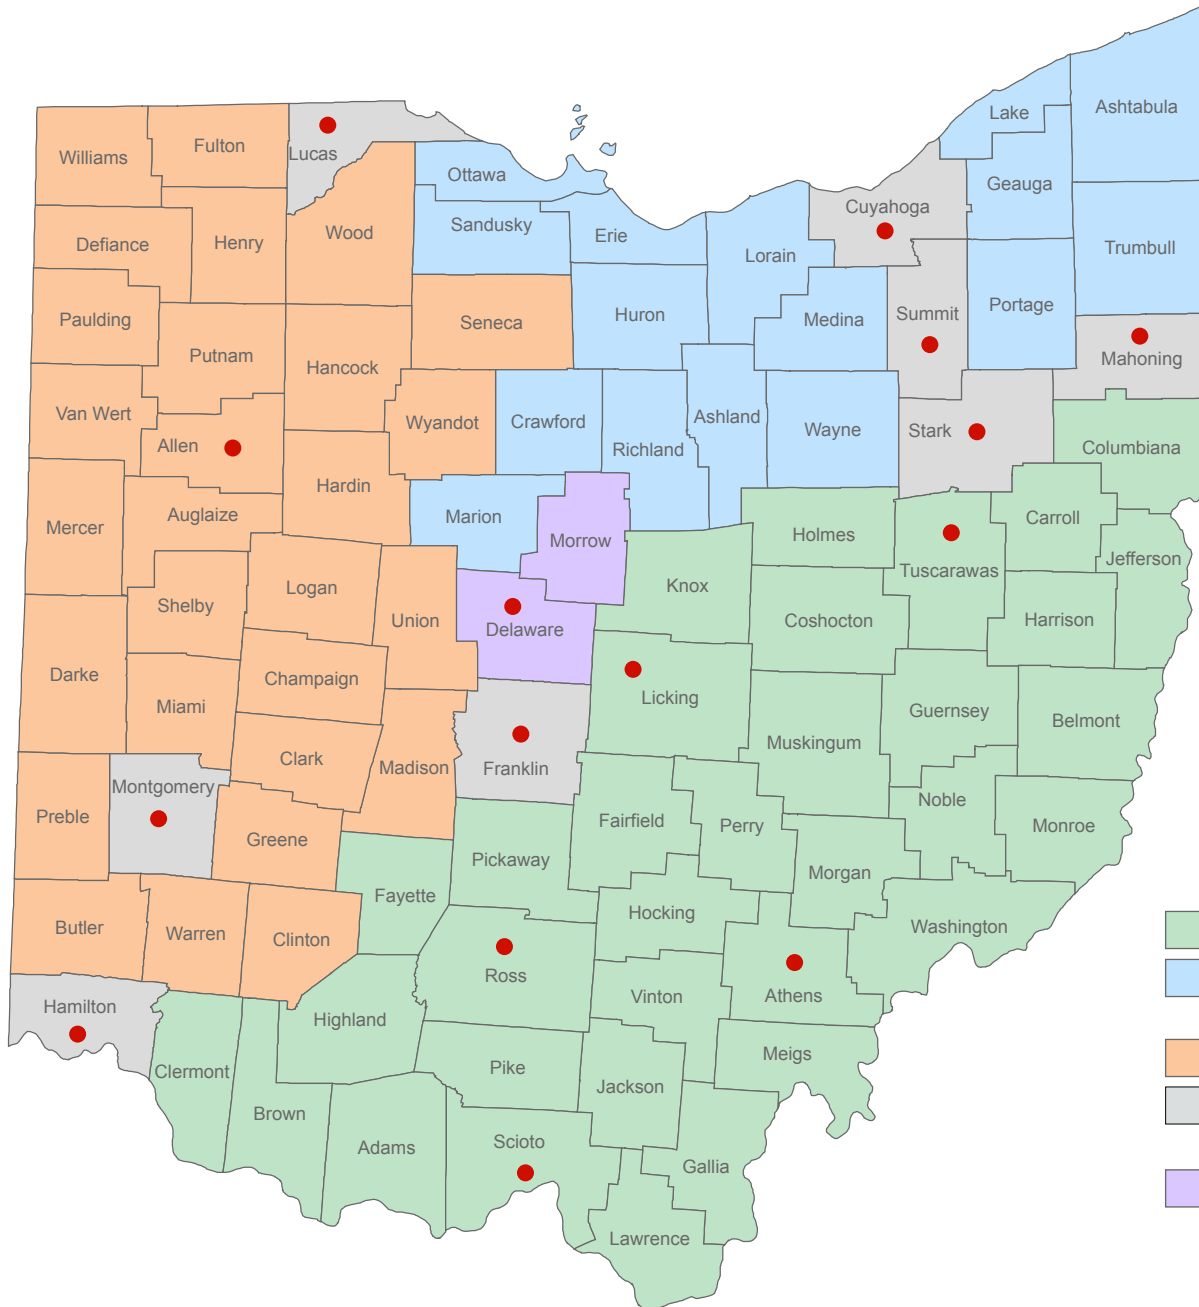 Ashtabula
Lake
Fulton
Lucas
Williams
Geauga
Ottawa
Cuyahoga
Sandusky
Erie
Wood
Henry
Defiance
Lorain
Trumbull
Portage
Summit
Medina
Huron
Seneca
Paulding
Putnam
Mahoning
Hancock
Van Wert
Allen
Wyandot
Crawford
Ashland
Richland
Wayne
Stark
Columbiana
Hardin
Auglaize
Mercer
Marion
Morrow
Holmes
Carroll
Tuscarawas
Jefferson
Logan
Shelby
Union
Delaware
Knox
Coshocton
Harrison
Darke
Champaign
Miami
Licking
Guernsey
Belmont
Muskingum
Clark
Madison
Franklin
Montgomery
Preble
Greene
Fairfield
Perry
Noble
Monroe
Pickaway
Morgan
Fayette
Hocking
Washington
Butler
Warren
Clinton
Ross
Vinton
Athens
Hamilton
Highland
Meigs
Clermont
Pike
Jackson
Brown
Adams
Scioto
Gallia
Lawrence